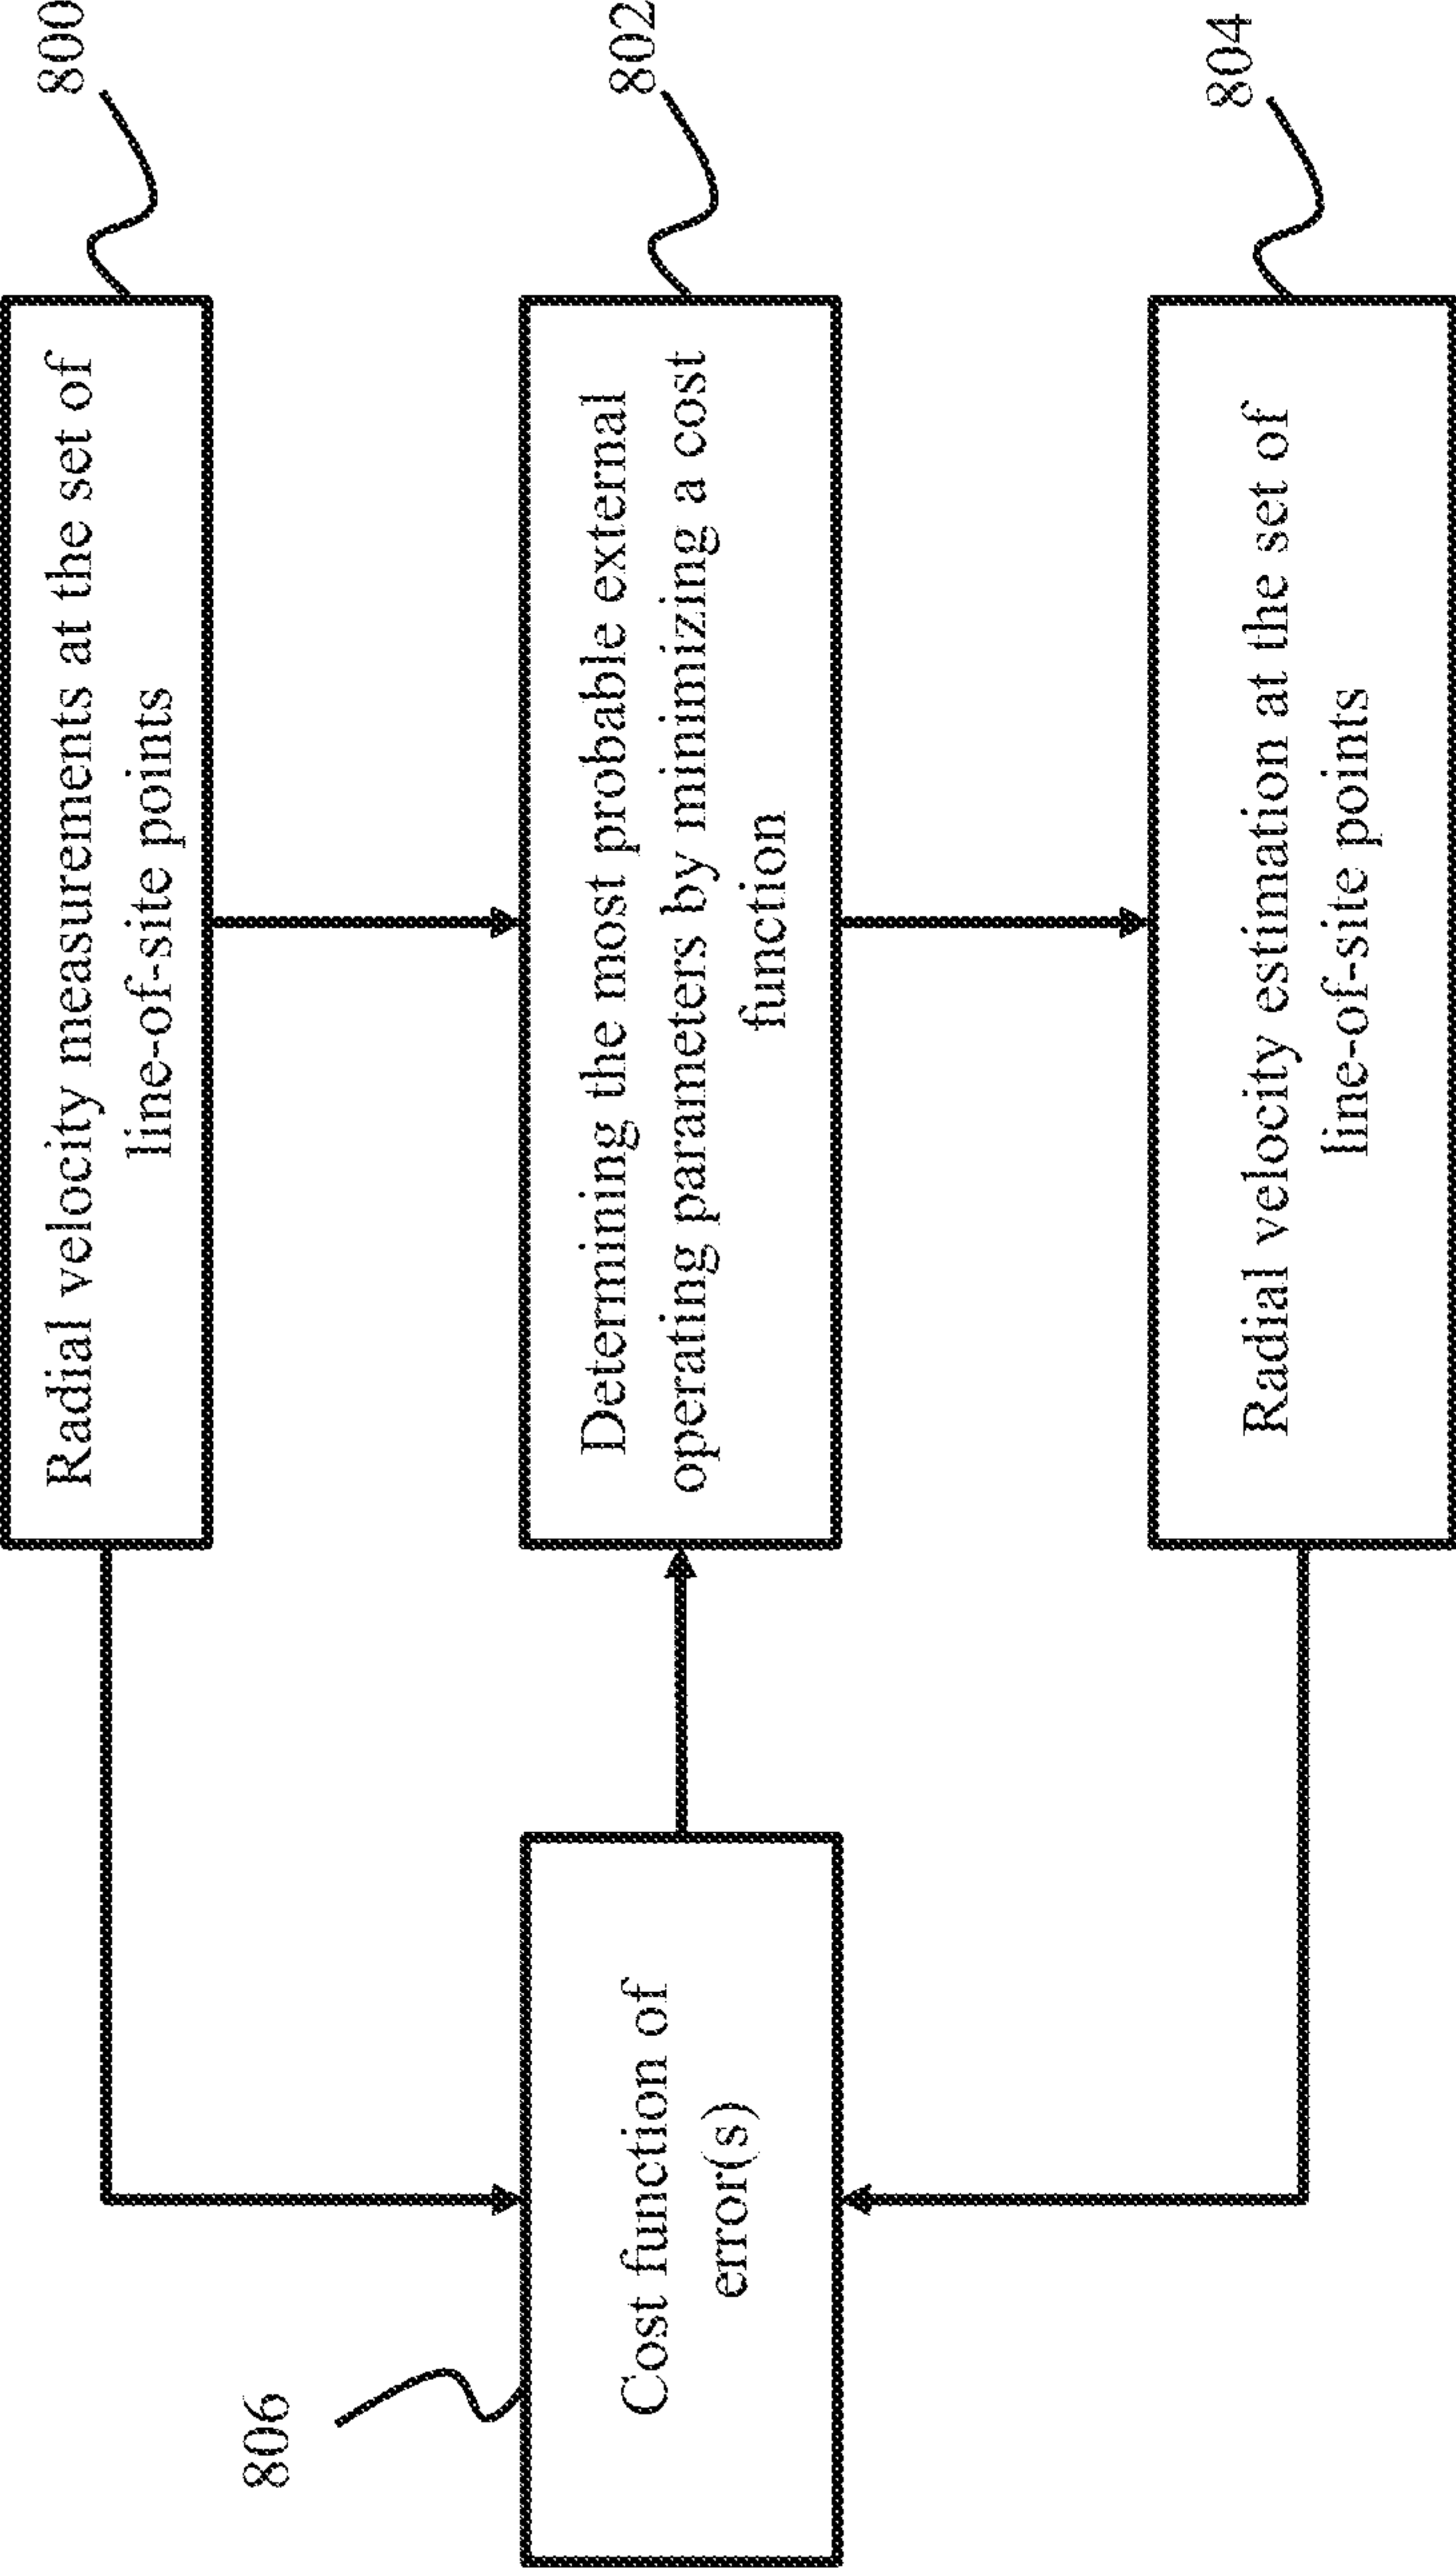 800
Radial velocity measurements at the set of
line-of-site points
802
Determining the most probable external
operating parameters by minimizing a cost
function
804
Radial velocity estimation at the set of
line-of-site points
806
Cost function of
error(s)